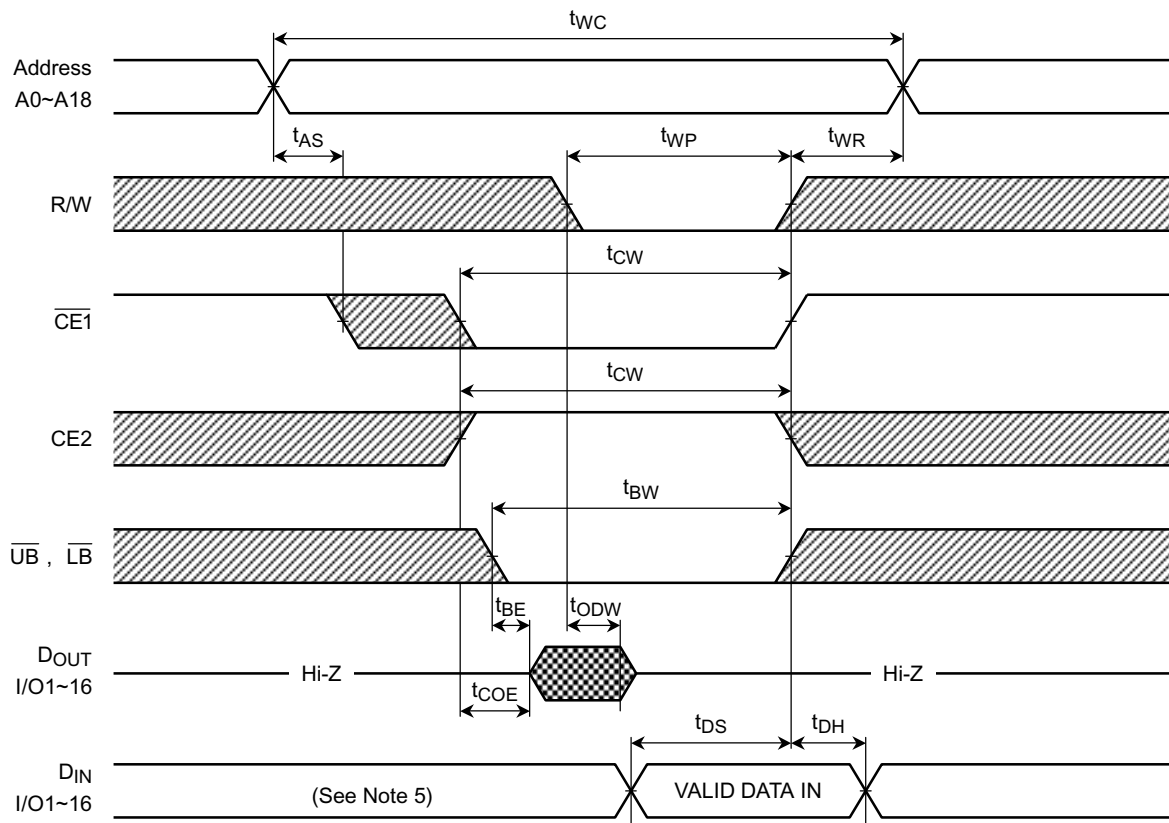 tWC
Address
A0~A18
tAS
tWP
tWR
R/W
tCW
CE1
tCW
CE2
tBW
UB , LB
tBE
tODW
DOUT
I/O1~16
Hi-Z
Hi-Z
tCOE
tDS
tDH
DIN
I/O1~16
(See Note 5)
VALID DATA IN